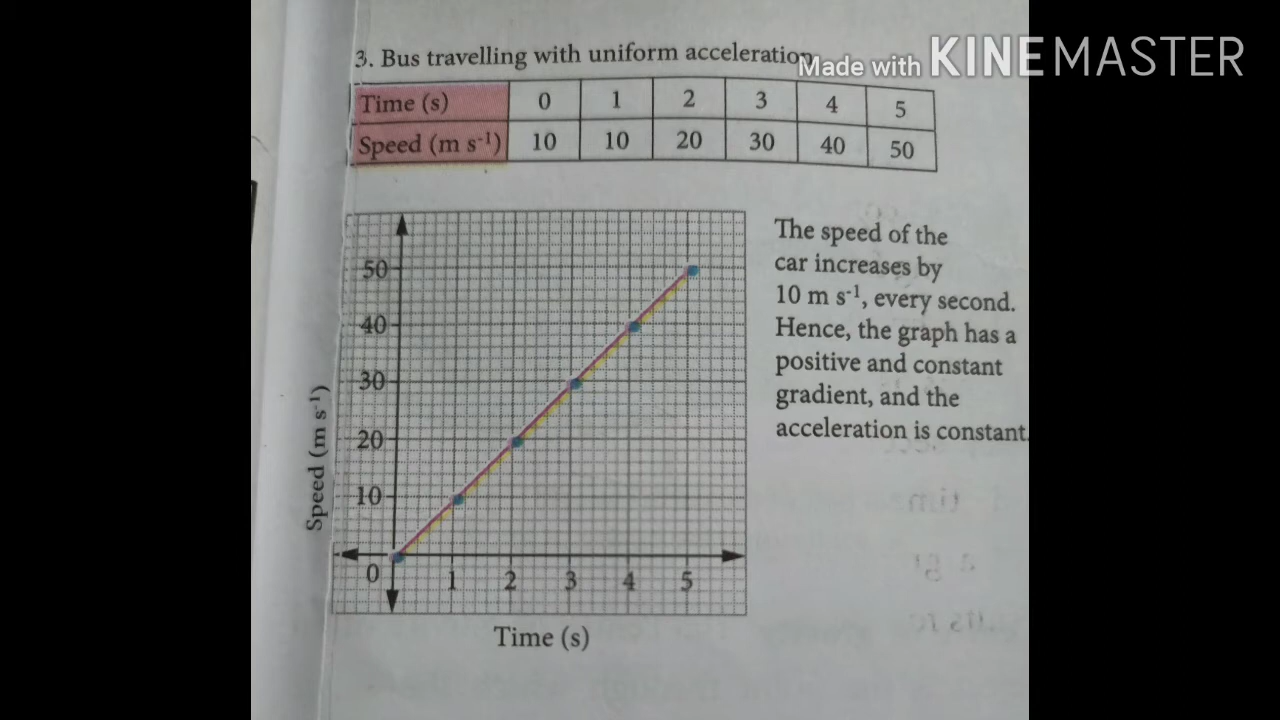 3. Bus travelling with uniform acceleration
Made with KINEMASTER
Time (s) 0 1 2 3 4 5
Speed (m s⁻¹) 10 10 20 30 40 50
The speed of the
car increases by
10 m s⁻¹, every second.
Hence, the graph has a
positive and constant
gradient, and the
acceleration is constant.
50
40
30
20
10
Speed (m s⁻¹)
0 1 2 3 4 5
Time (s)